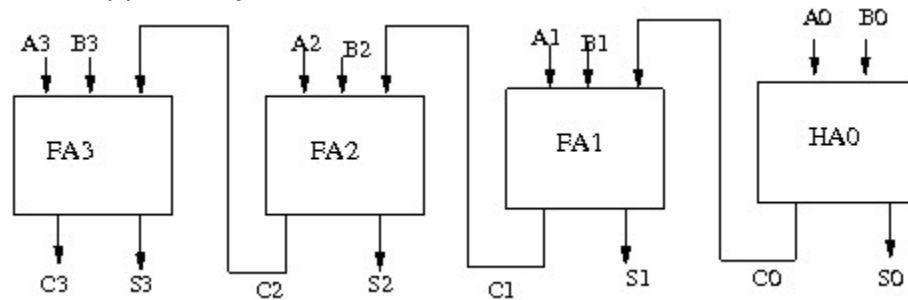 A3 B3 A2 B2 A1 B1 A0 B0
FA3 FA2 FA1 HA0
C3 S3 C2 S2 C1 S1 C0 S0